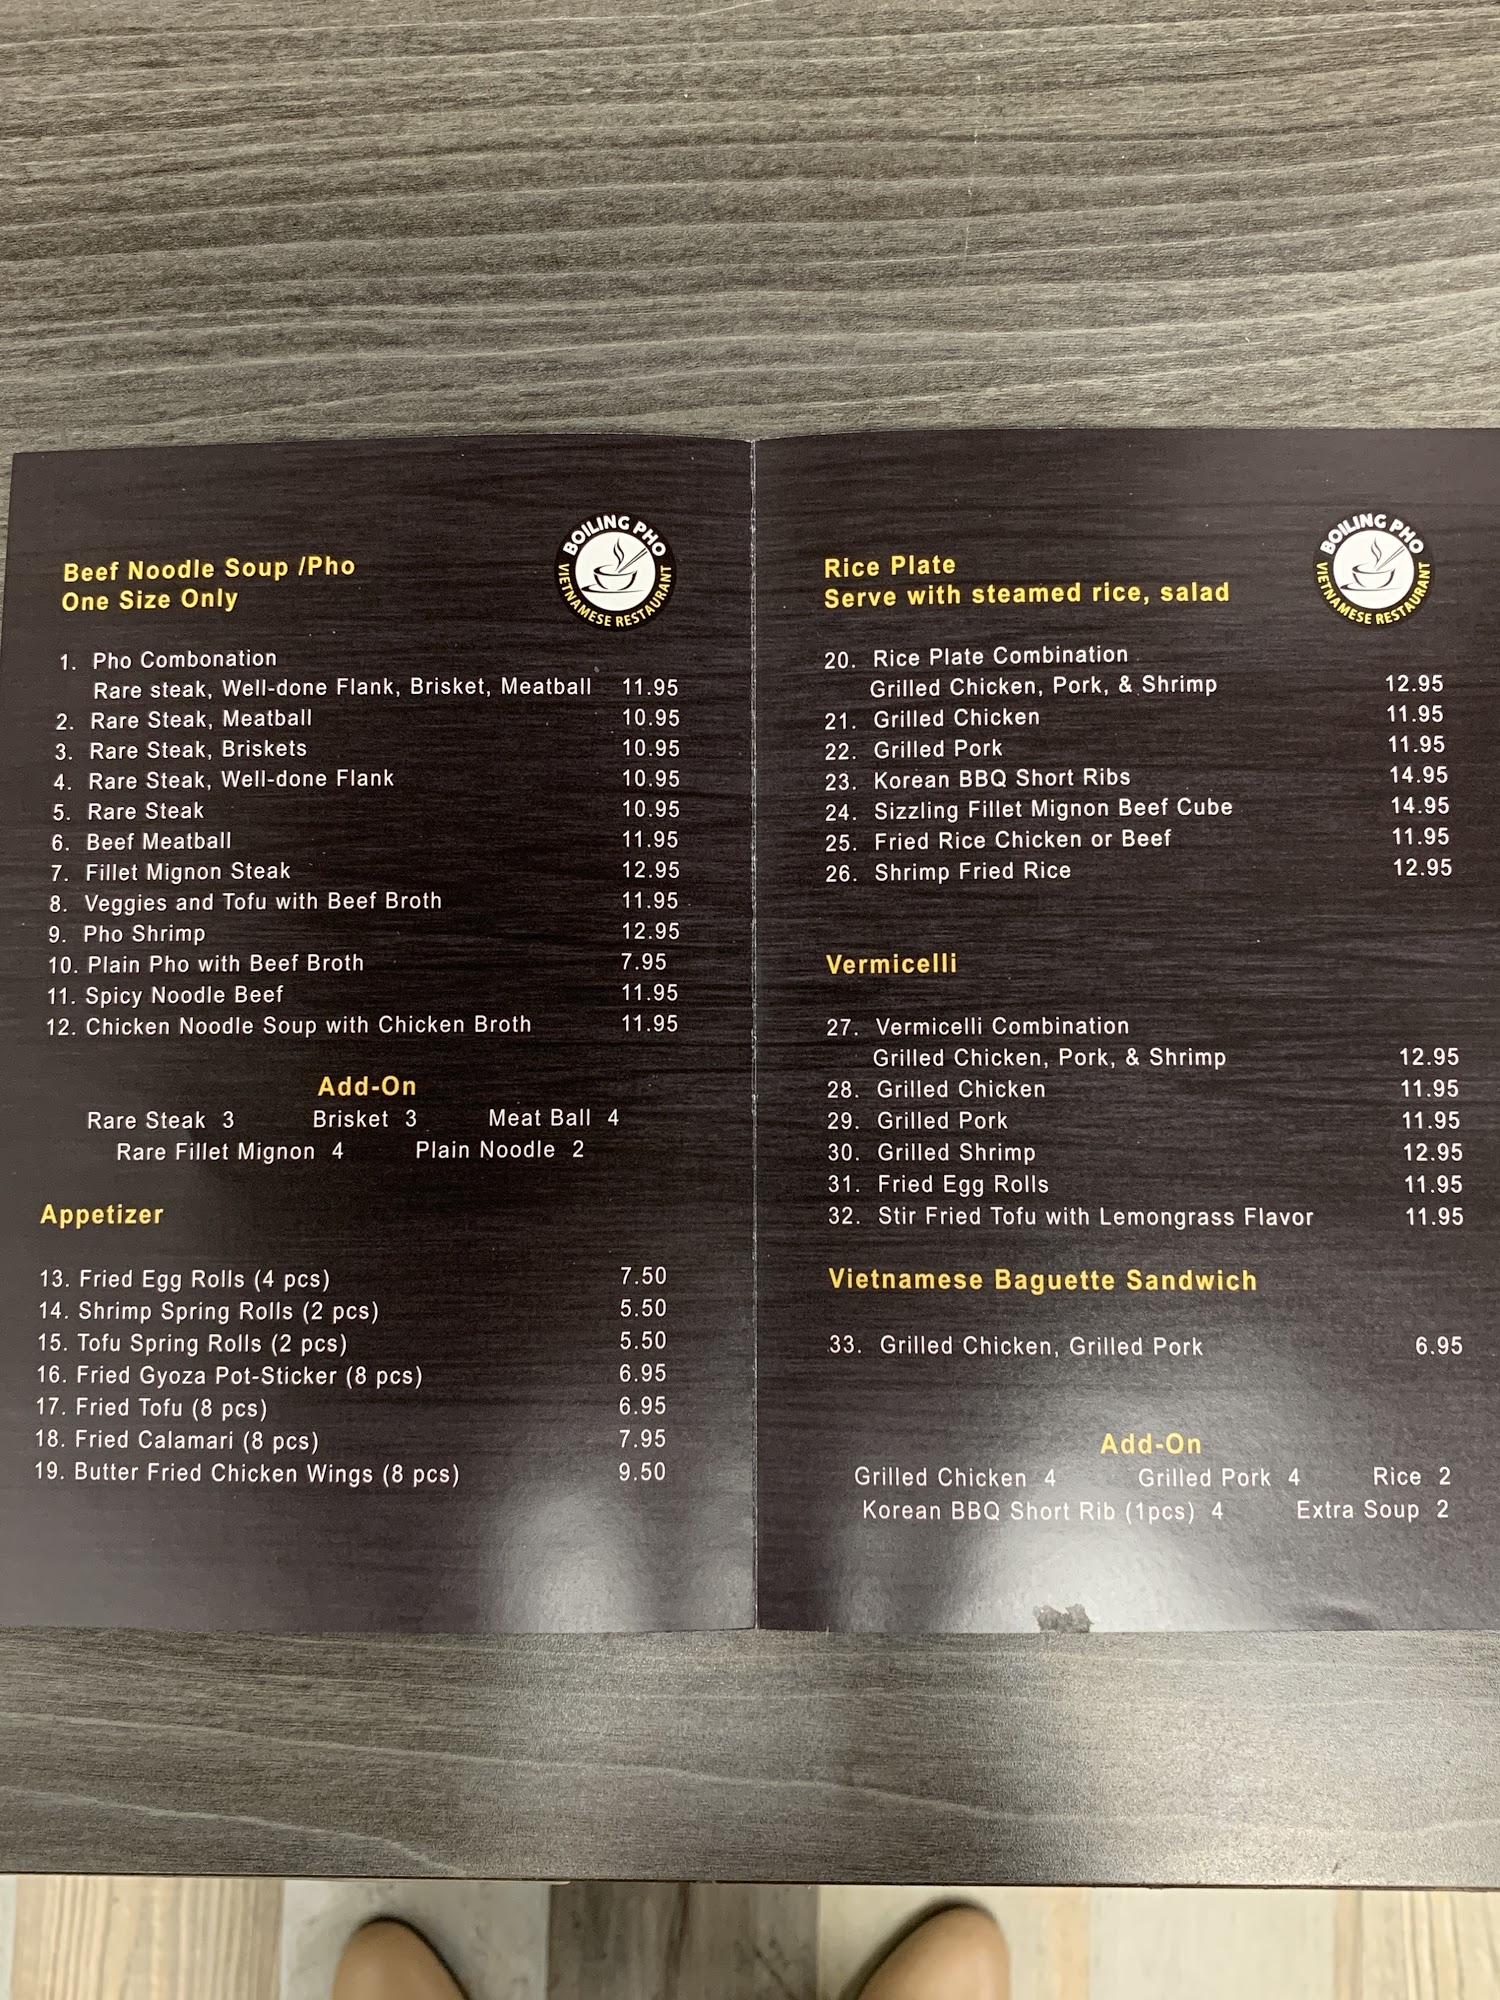 BOILING PHO
VIETNAMESE RESTAURANT
Beef Noodle Soup /Pho
One Size Only
1. Pho Combonation
Rare steak, Well-done Flank, Brisket, Meatball 11.95
2. Rare Steak, Meatball 10.95
3. Rare Steak, Briskets 10.95
4. Rare Steak, Well-done Flank 10.95
5. Rare Steak 10.95
6. Beef Meatball 11.95
7. Fillet Mignon Steak 12.95
8. Veggies and Tofu with Beef Broth 11.95
9. Pho Shrimp 12.95
10. Plain Pho with Beef Broth 7.95
11. Spicy Noodle Beef 11.95
12. Chicken Noodle Soup with Chicken Broth 11.95
Add-On
Rare Steak 3 Brisket 3 Meat Ball 4
Rare Fillet Mignon 4 Plain Noodle 2
Appetizer
13. Fried Egg Rolls (4 pcs) 7.50
14. Shrimp Spring Rolls (2 pcs) 5.50
15. Tofu Spring Rolls (2 pcs) 5.50
16. Fried Gyoza Pot-Sticker (8 pcs) 6.95
17. Fried Tofu (8 pcs) 6.95
18. Fried Calamari (8 pcs) 7.95
19. Butter Fried Chicken Wings (8 pcs) 9.50
BOILING PHO
VIETNAMESE RESTAURANT
Rice Plate
Serve with steamed rice, salad
20. Rice Plate Combination
Grilled Chicken, Pork, & Shrimp 12.95
21. Grilled Chicken 11.95
22. Grilled Pork 11.95
23. Korean BBQ Short Ribs 14.95
24. Sizzling Fillet Mignon Beef Cube 14.95
25. Fried Rice Chicken or Beef 11.95
26. Shrimp Fried Rice 12.95
Vermicelli
27. Vermicelli Combination
Grilled Chicken, Pork, & Shrimp 12.95
28. Grilled Chicken 11.95
29. Grilled Pork 11.95
30. Grilled Shrimp 12.95
31. Fried Egg Rolls 11.95
32. Stir Fried Tofu with Lemongrass Flavor 11.95
Vietnamese Baguette Sandwich
33. Grilled Chicken, Grilled Pork 6.95
Add-On
Grilled Chicken 4 Grilled Pork 4 Rice 2
Korean BBQ Short Rib (1pcs) 4 Extra Soup 2